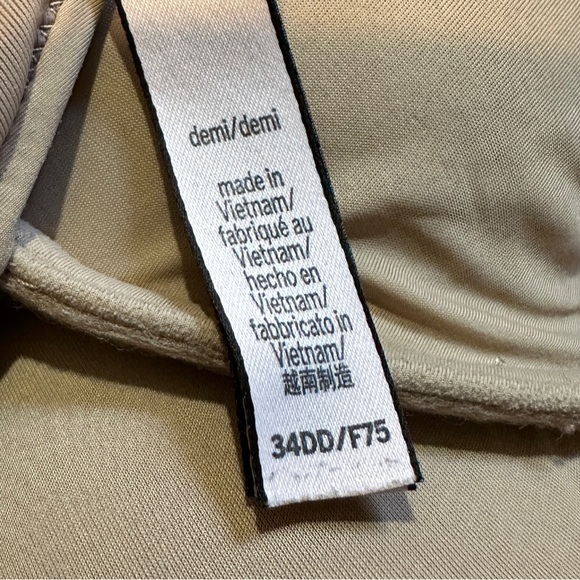 demi/demi
made in
Vietnam/
fabriqué au
Vietnam/
hecho en
Vietnam/
fabbricato in
Vietnam/
越南制造
34DD/F75